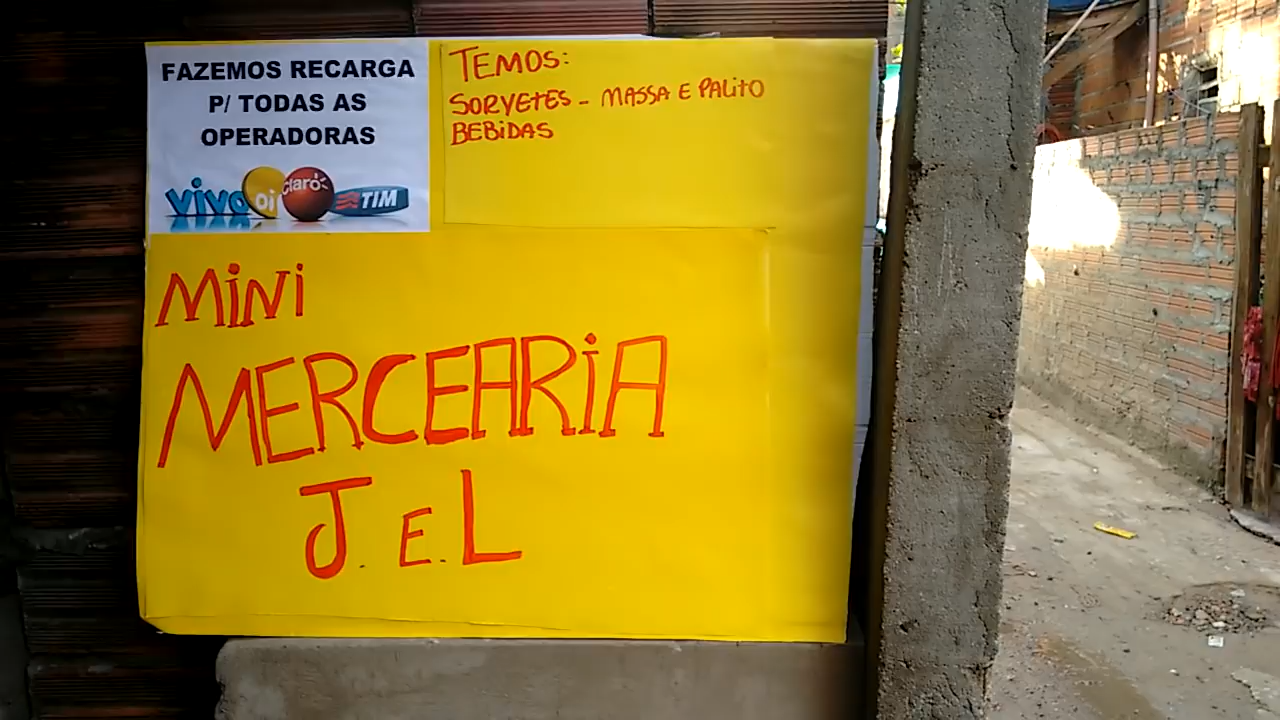 FAZEMOS RECARGA
P/ TODAS AS
OPERADORAS
vivo oi Claro TIM
TEMOS:
SORVETES - MASSA E PALITO
BEBIDAS
MINI
MERCEARIA
J. E. L